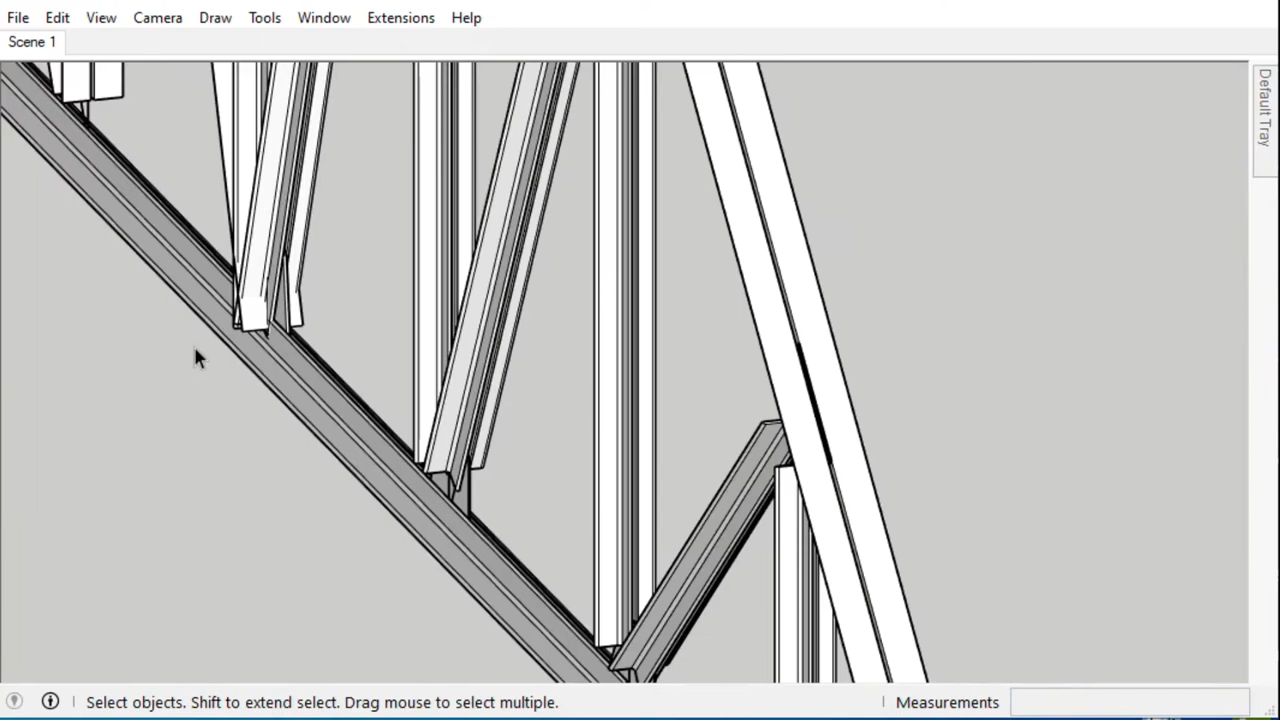 File Edit View Camera Draw Tools Window Extensions Help
Scene 1
Default Tray
Select objects. Shift to extend select. Drag mouse to select multiple.
Measurements